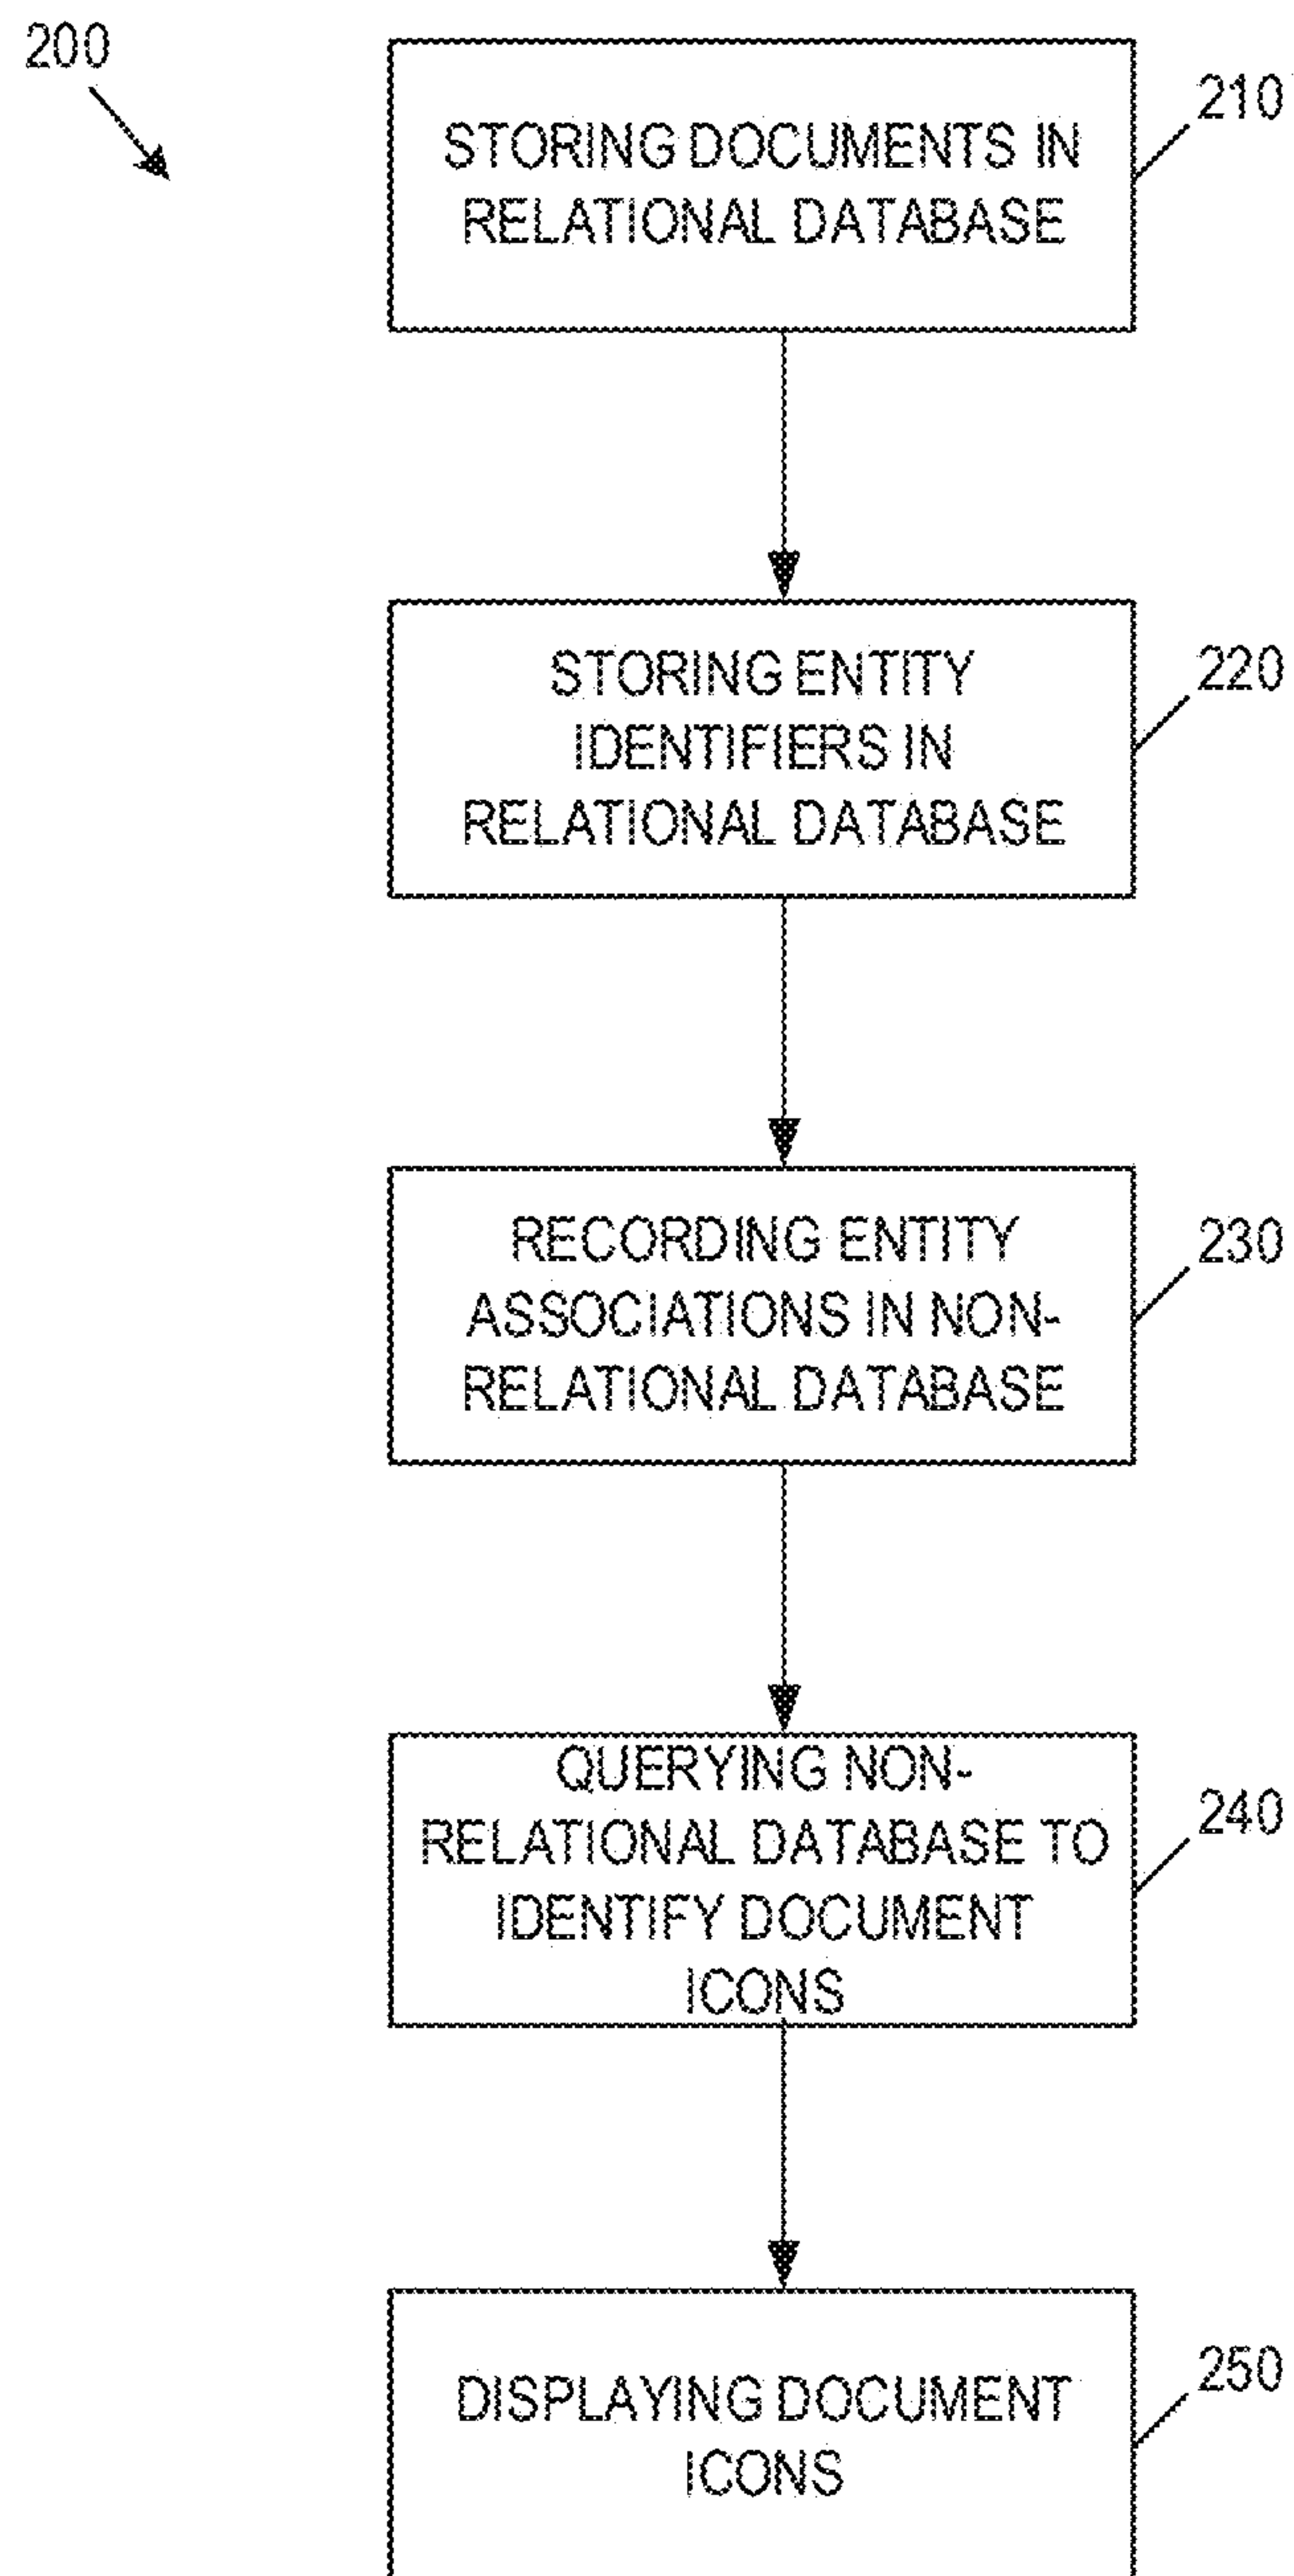 200
STORING DOCUMENTS IN
RELATIONAL DATABASE
210
STORING ENTITY
IDENTIFIERS IN
RELATIONAL DATABASE
220
RECORDING ENTITY
ASSOCIATIONS IN NON-
RELATIONAL DATABASE
230
QUERYING NON-
RELATIONAL DATABASE TO
IDENTIFY DOCUMENT
ICONS
240
DISPLAYING DOCUMENT
ICONS
250